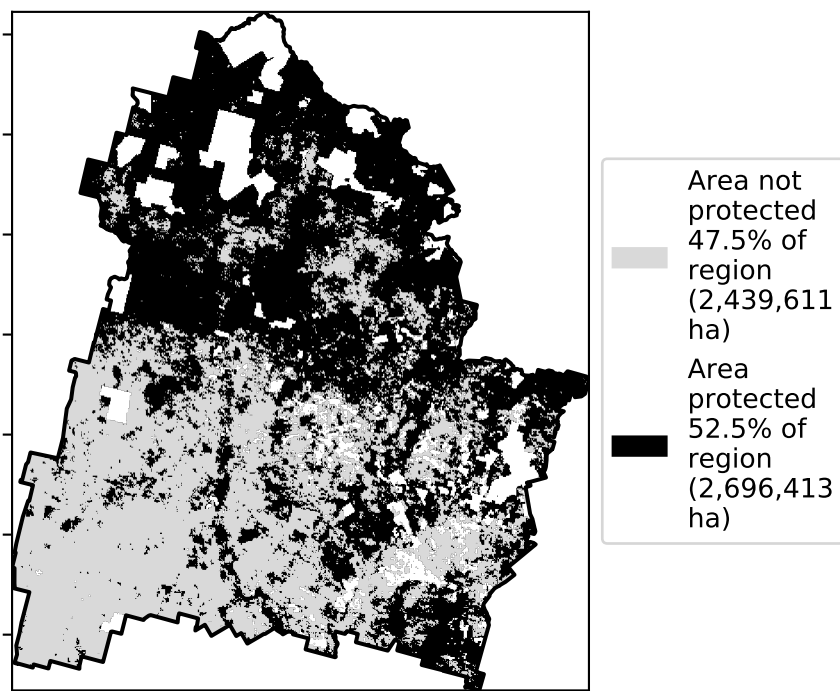 Area not
protected
47.5% of
region
(2,439,611
ha)
Area
protected
52.5% of
region
(2,696,413
ha)